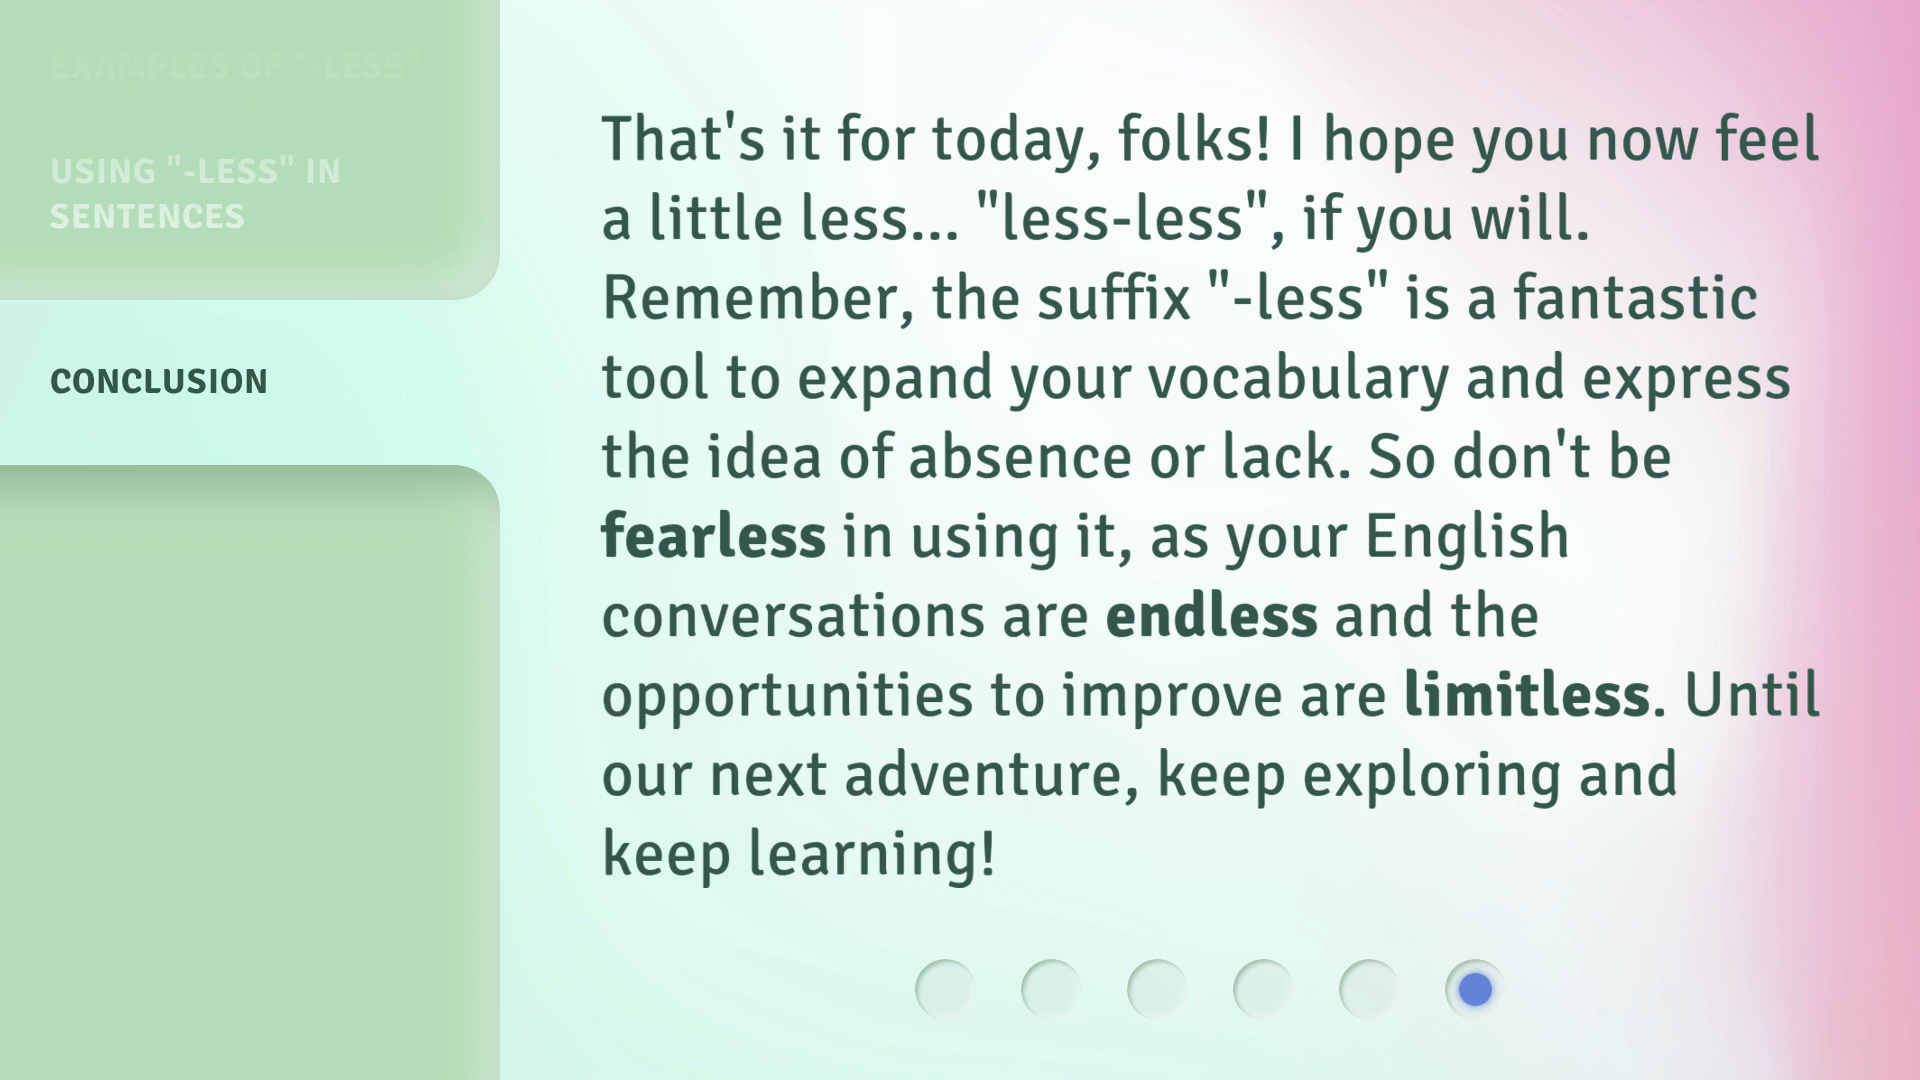 EXAMPLES OF "-LESS"
USING "-LESS" IN
SENTENCES
CONCLUSION
That's it for today, folks! I hope you now feel
a little less... "less-less", if you will.
Remember, the suffix "-less" is a fantastic
tool to expand your vocabulary and express
the idea of absence or lack. So don't be
fearless in using it, as your English
conversations are endless and the
opportunities to improve are limitless. Until
our next adventure, keep exploring and
keep learning!